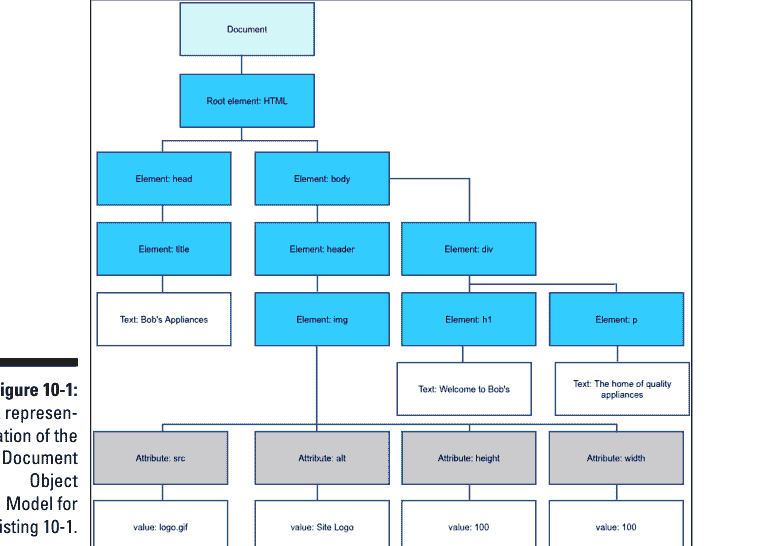 Document
Root element: HTML
Element: head
Element: body
Element: title
Element: header
Element: div
Text: Bob's Appliances
Element: img
Element: h1
Element: p
Text: Welcome to Bob's
Text: The home of quality
appliances
igure 10-1:
represen-
ation of the
Document
Object
Model for
isting 10-1.
Attribute: src
Attribute: alt
Attribute: height
Attribute: width
value: logo.gif
value: Site Logo
value: 100
value: 100